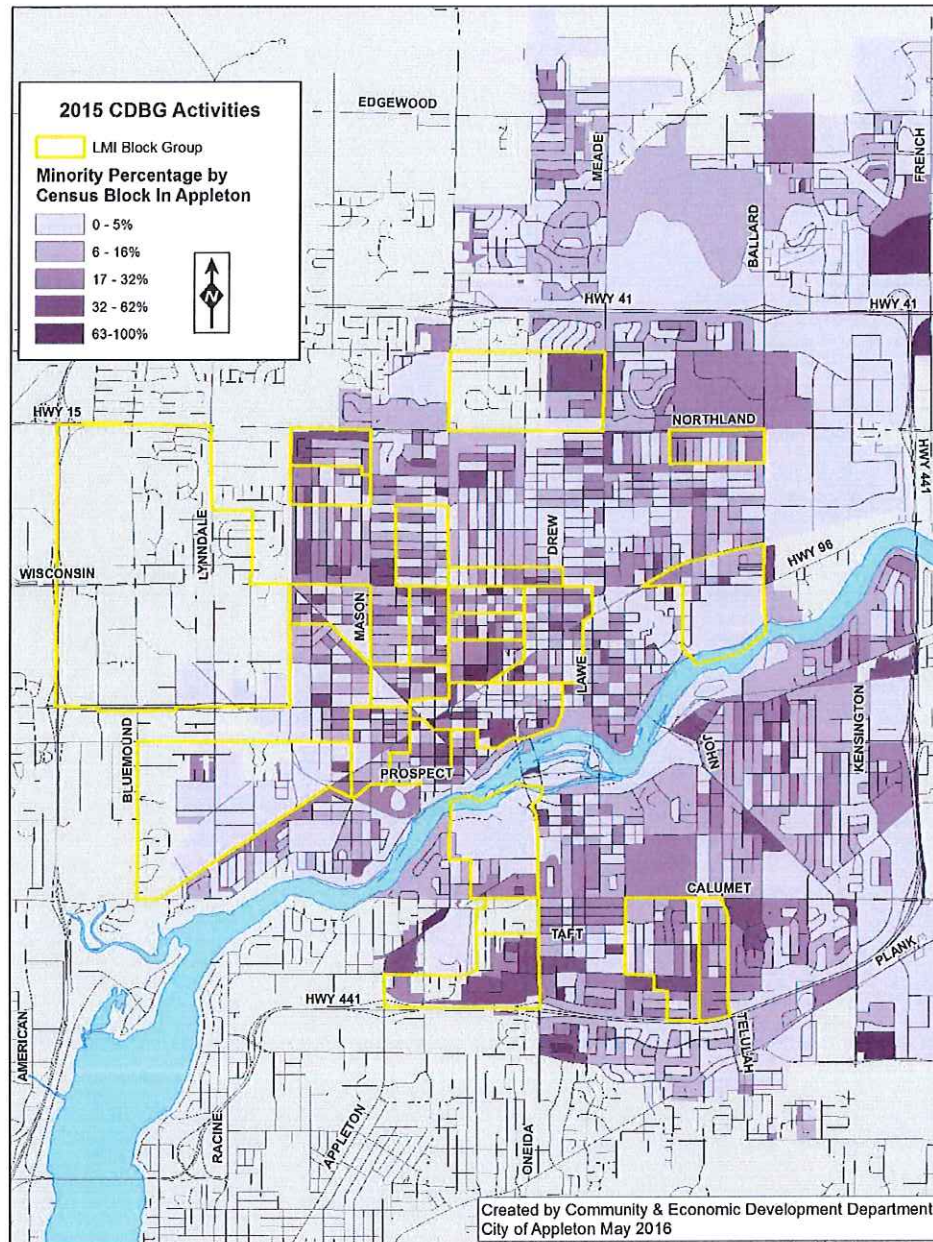 2015 CDBG Activities
LMI Block Group
Minority Percentage by
Census Block In Appleton
0 - 5%
6 - 16%
17 - 32%
32 - 62%
63-100%
N
EDGEWOOD
MEADE
BALLARD
FRENCH
HWY 41
HWY 41
HWY 15
NORTHLAND
HWY 441
LYNNDALE
DREW
WISCONSIN
HWY 96
MASON
LAWE
BLUEMOUND
PROSPECT
JOHN
KENSINGTON
CALUMET
TAFT
PLANK
HWY 441
TELULAH
AMERICAN
RACINE
APPLETON
ONEIDA
Created by Community & Economic Development Department
City of Appleton May 2016